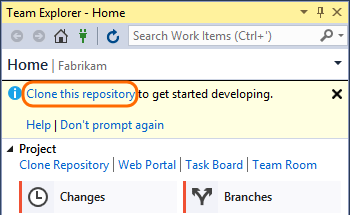 Team Explorer - Home
Search Work Items (Ctrl+')
Home | Fabrikam
Clone this repository to get started developing.
Help | Don't prompt again
Project
Clone Repository | Web Portal | Task Board | Team Room
Changes
Branches